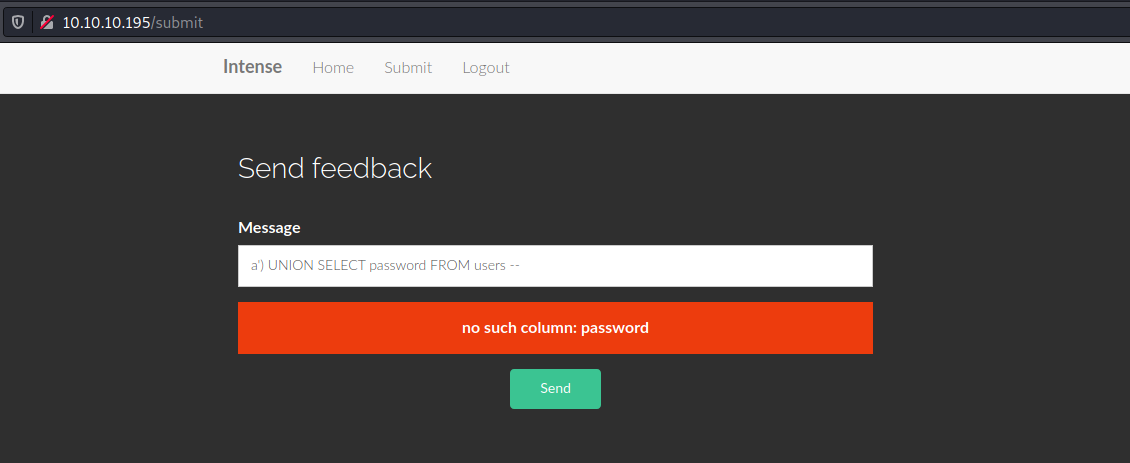 10.10.10.195/submit
Intense Home Submit Logout
Send feedback
Message
a') UNION SELECT password FROM users --
no such column: password
Send